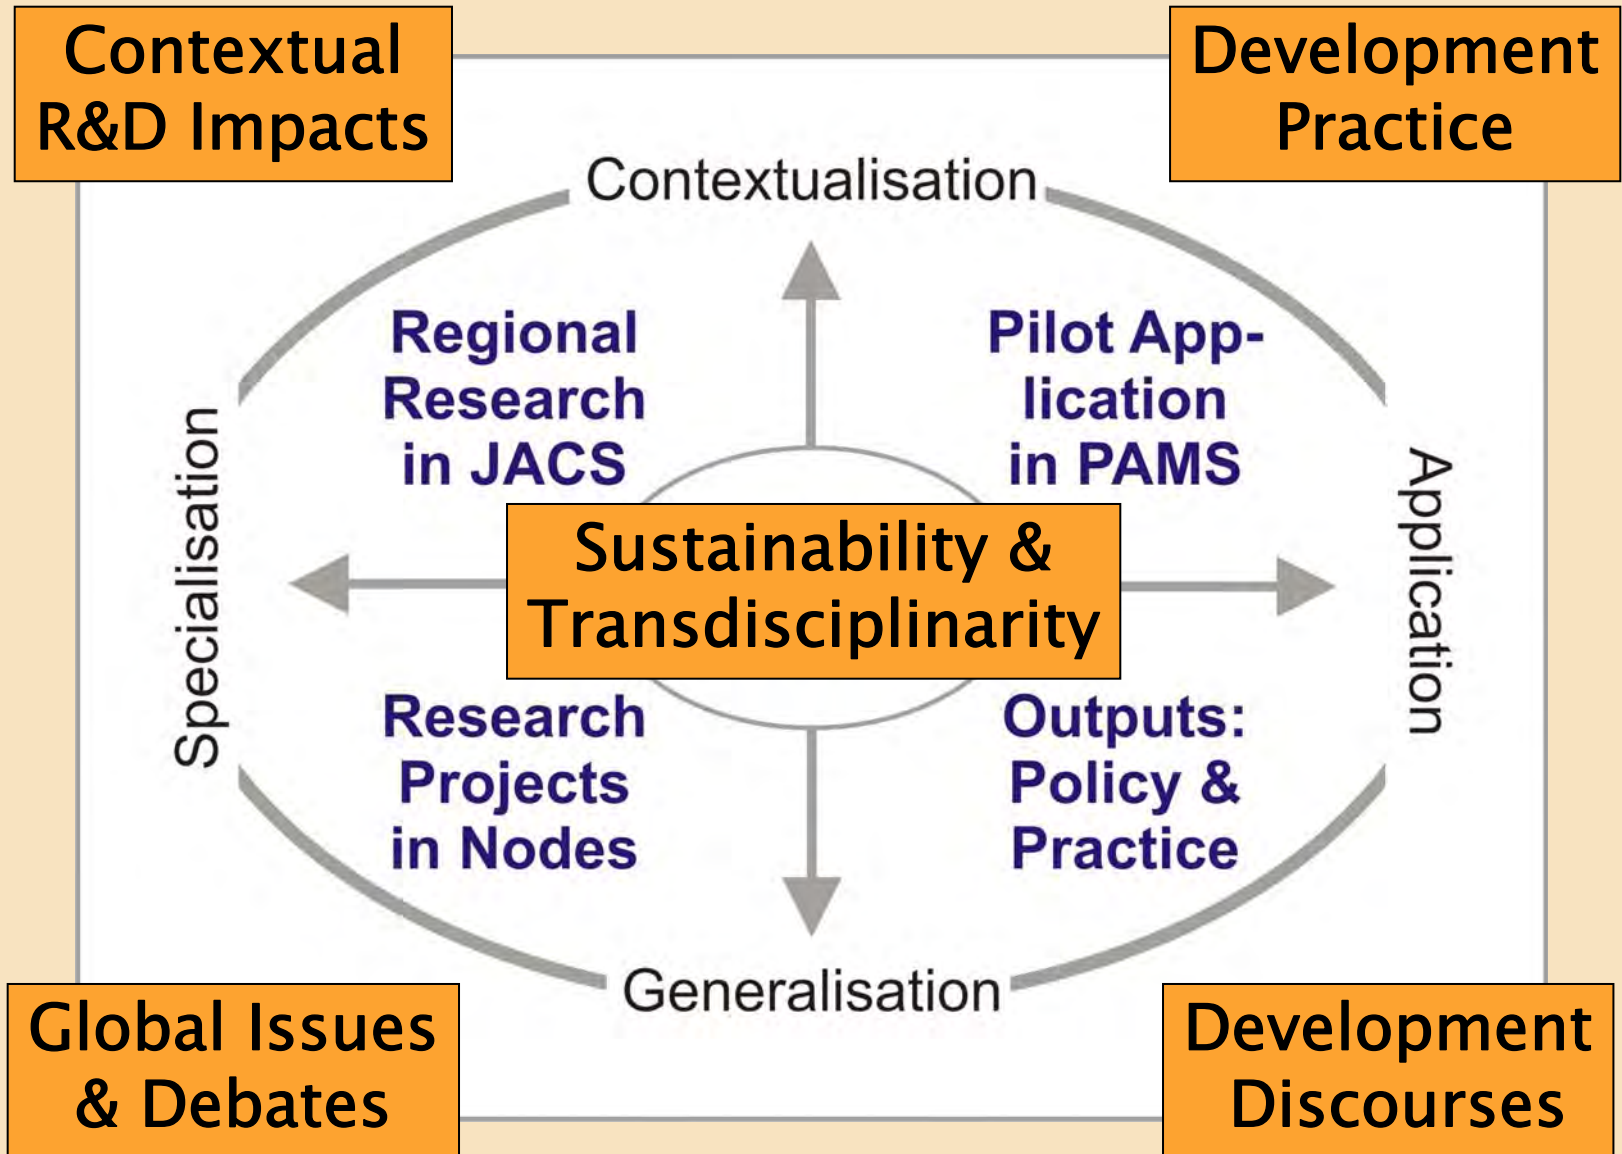 Contextual
R&D Impacts
Development
Practice
Contextualisation
Regional
Research
in JACS
Pilot App-
lication
in PAMS
Specialisation
Sustainability &
Transdisciplinarity
Application
Research
Projects
in Nodes
Outputs:
Policy &
Practice
Generalisation
Global Issues
& Debates
Development
Discourses